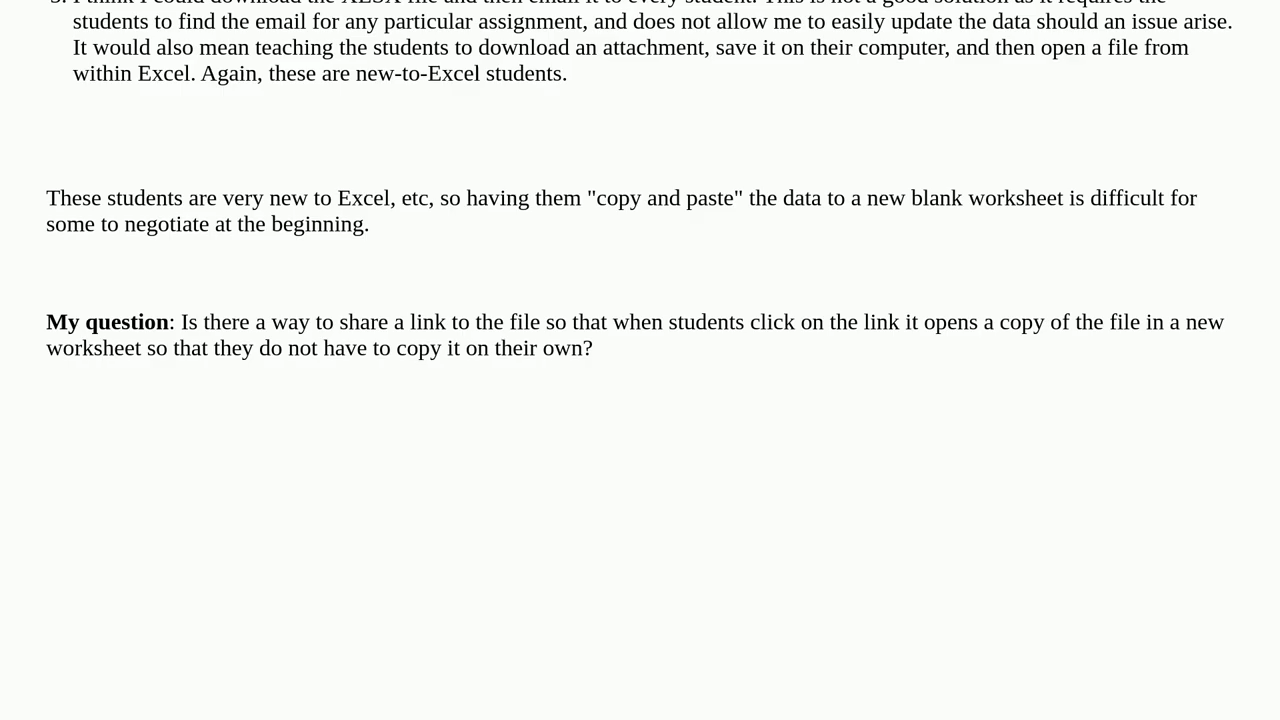 students to find the email for any particular assignment, and does not allow me to easily update the data should an issue arise.
It would also mean teaching the students to download an attachment, save it on their computer, and then open a file from
within Excel. Again, these are new-to-Excel students.
These students are very new to Excel, etc, so having them "copy and paste" the data to a new blank worksheet is difficult for
some to negotiate at the beginning.
My question: Is there a way to share a link to the file so that when students click on the link it opens a copy of the file in a new
worksheet so that they do not have to copy it on their own?